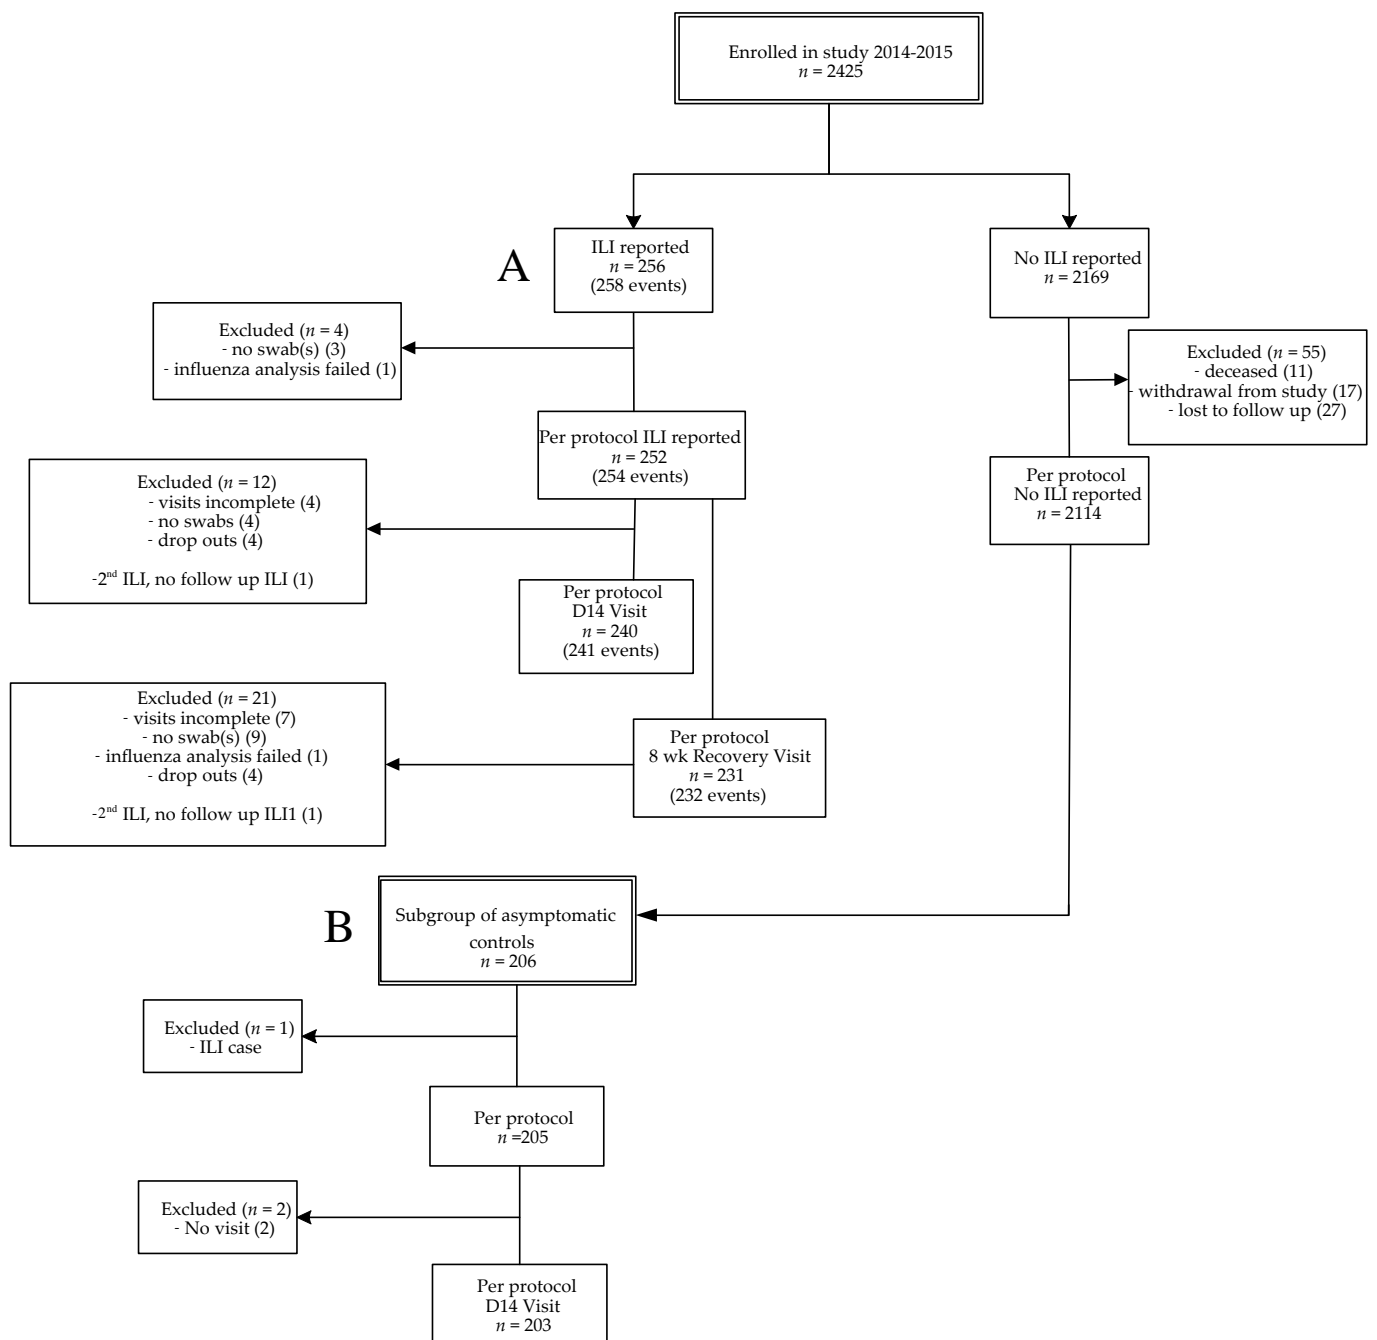 Enrolled in study 2014-2015
n = 2425
A
ILI reported
n = 256
(258 events)
No ILI reported
n = 2169
Excluded (n = 4)
- no swab(s) (3)
- influenza analysis failed (1)
Excluded (n = 55)
- deceased (11)
- withdrawal from study (17)
- lost to follow up (27)
Per protocol ILI reported
n = 252
(254 events)
Per protocol
No ILI reported
n = 2114
Excluded (n = 12)
- visits incomplete (4)
- no swabs (4)
- drop outs (4)
-2nd ILI, no follow up ILI (1)
Per protocol
D14 Visit
n = 240
(241 events)
Excluded (n = 21)
- visits incomplete (7)
- no swab(s) (9)
- influenza analysis failed (1)
- drop outs (4)
-2nd ILI, no follow up ILI1 (1)
Per protocol
8 wk Recovery Visit
n = 231
(232 events)
B
Subgroup of asymptomatic
controls
n = 206
Excluded (n = 1)
- ILI case
Per protocol
n =205
Excluded (n = 2)
- No visit (2)
Per protocol
D14 Visit
n = 203